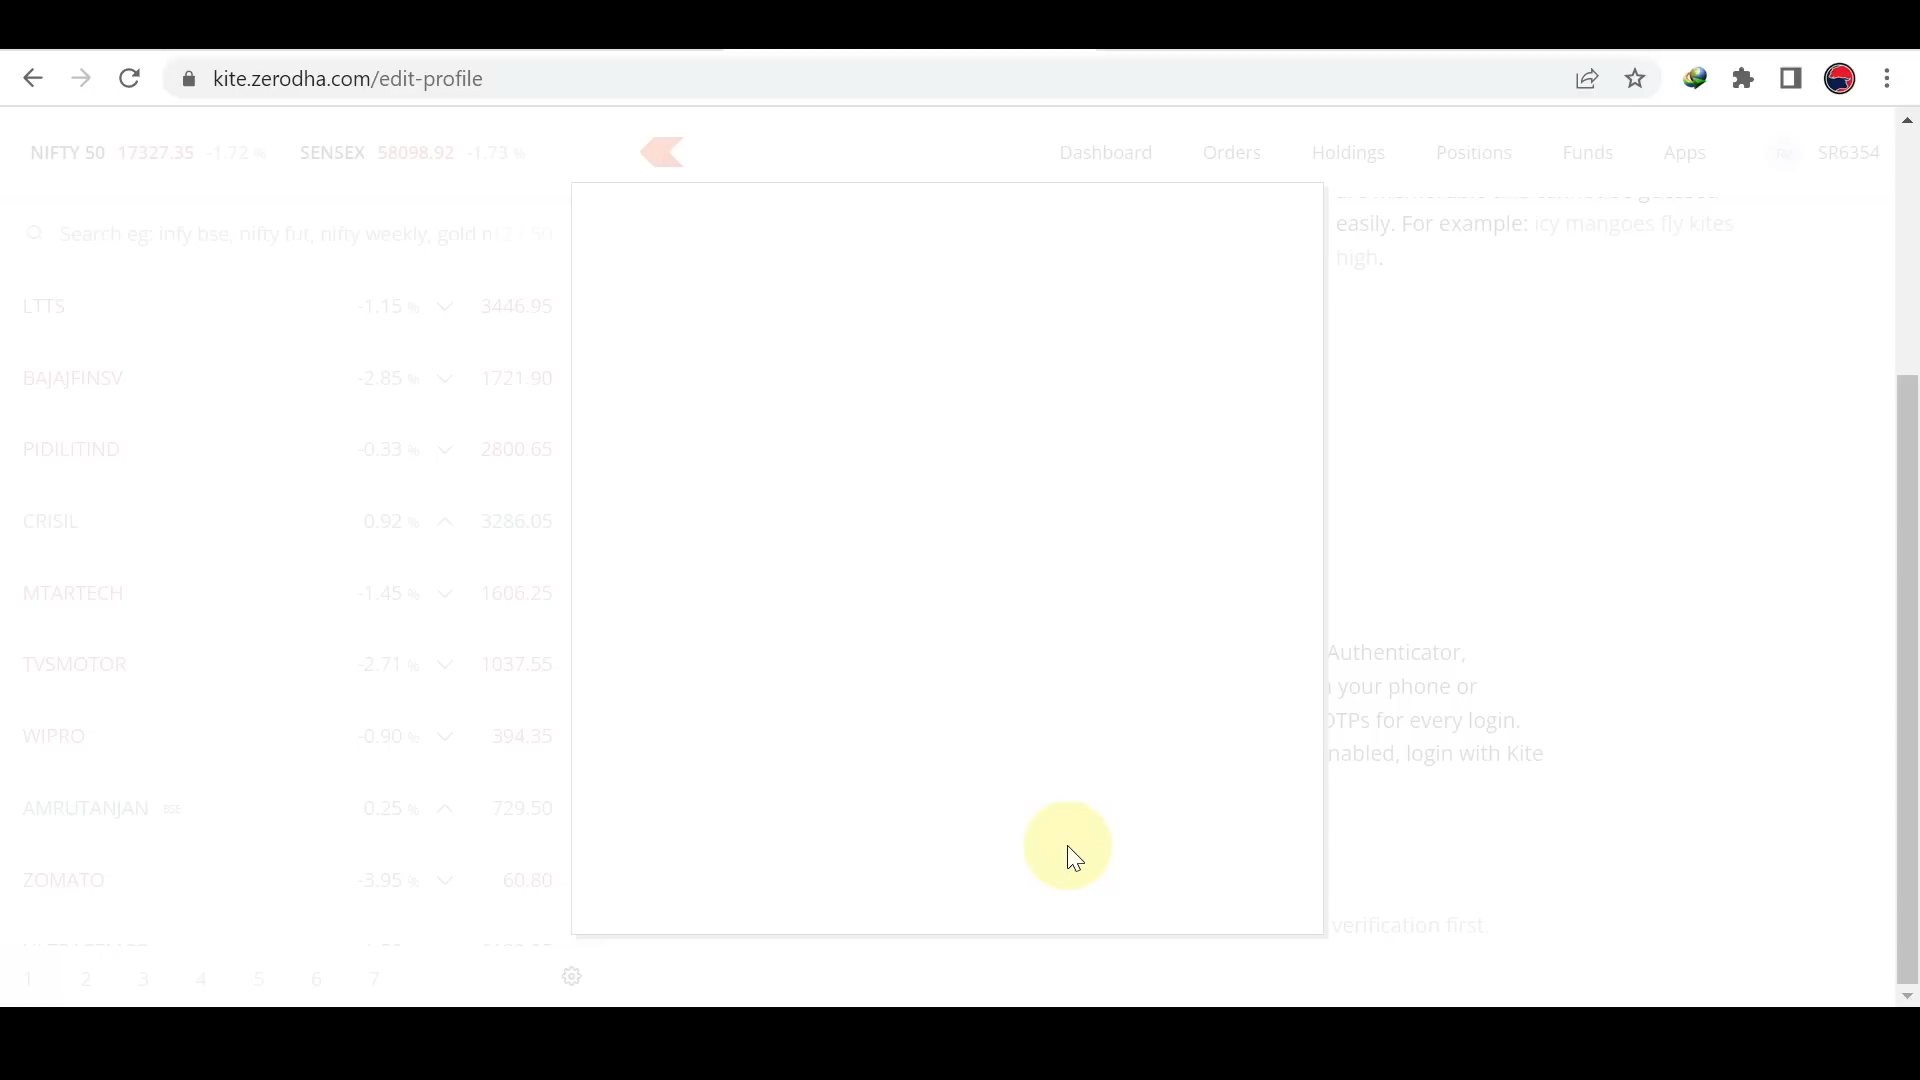 kite.zerodha.com/edit-profile
NIFTY 50 17327.35 -1.72 % SENSEX 58098.92 -1.73 %
Dashboard Orders Holdings Positions Funds Apps SR6354
Search eg: infy bse, nifty fut, nifty weekly, gold m / 50
easily. For example: icy mangoes fly kites
high.
LTTS -1.15 % 3446.95
BAJAJFINSV -2.85 % 1721.90
PIDILITIND -0.33 % 2800.65
CRISIL 0.92 % 3286.05
MTARTECH -1.45 % 1606.25
TVSMOTOR -2.71 % 1037.55
WIPRO -0.90 % 394.35
AMRUTANJAN BSE 0.25 % 729.50
ZOMATO -3.95 % 60.80
Authenticator,
your phone or
OTPs for every login.
nabled, login with Kite
verification first.
1 2 3 4 5 6 7